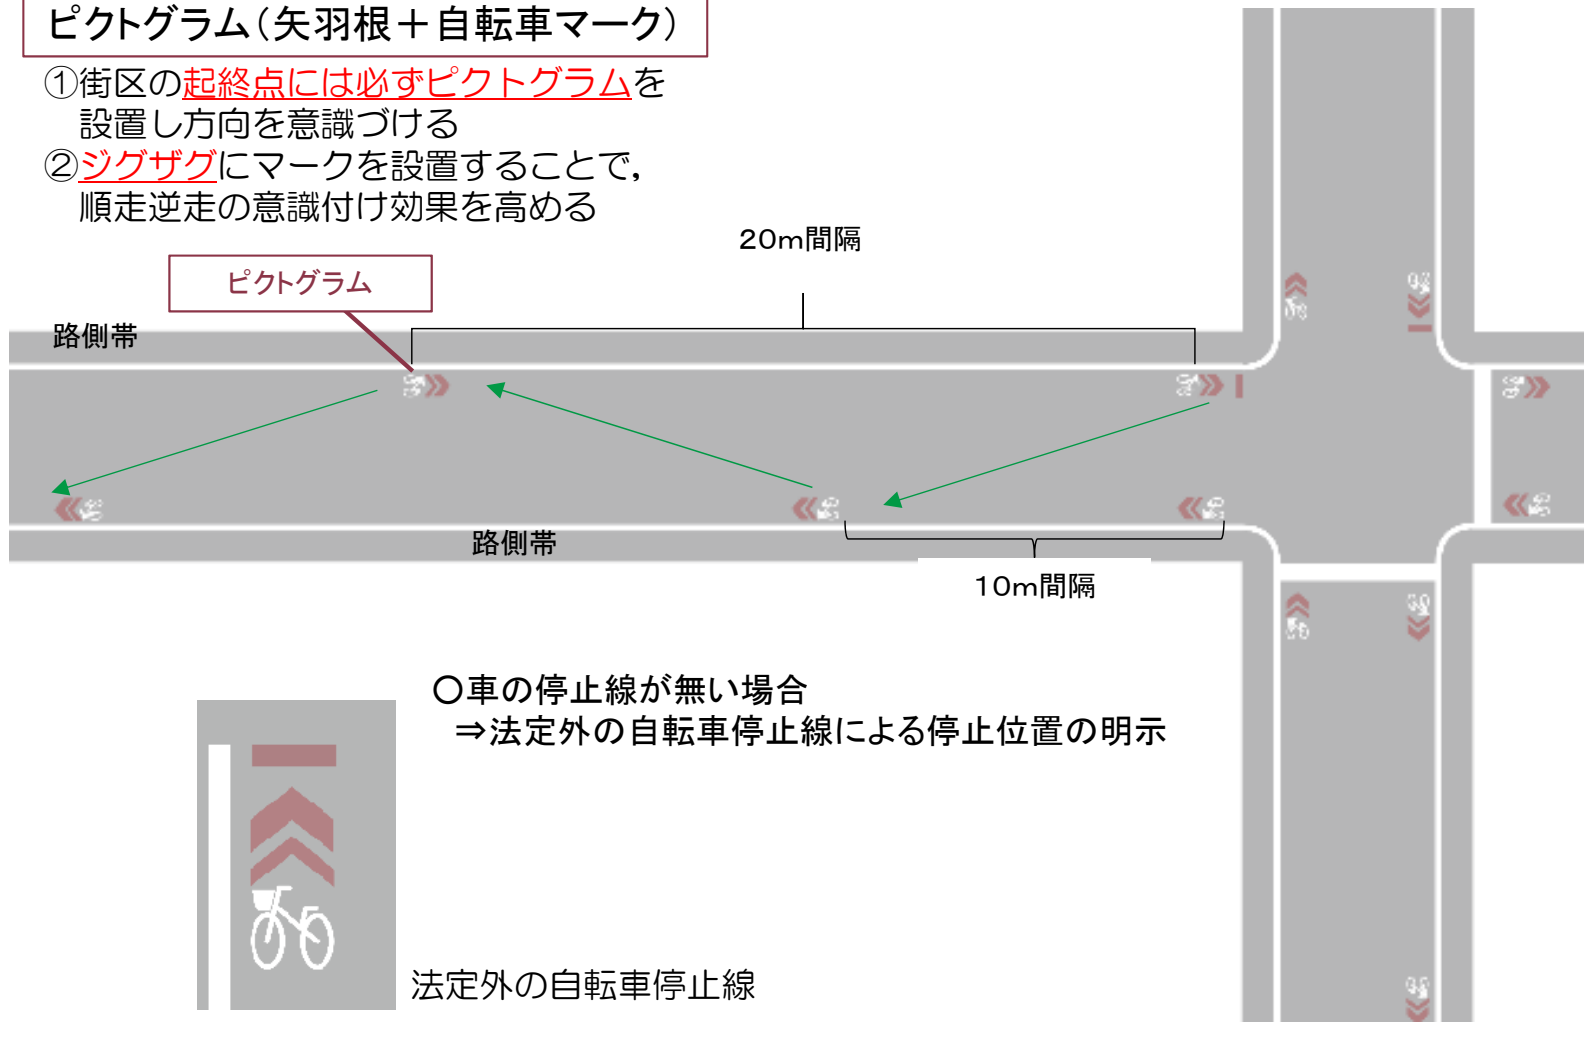 ピクトグラム（矢羽根＋自転車マーク）
①街区の起終点には必ずピクトグラムを
設置し方向を意識づける
②ジグザグにマークを設置することで，
順走逆走の意識付け効果を高める
20ｍ間隔
ピクトグラム
路側帯
路側帯
10ｍ間隔
○車の停止線が無い場合
⇒法定外の自転車停止線による停止位置の明示
法定外の自転車停止線